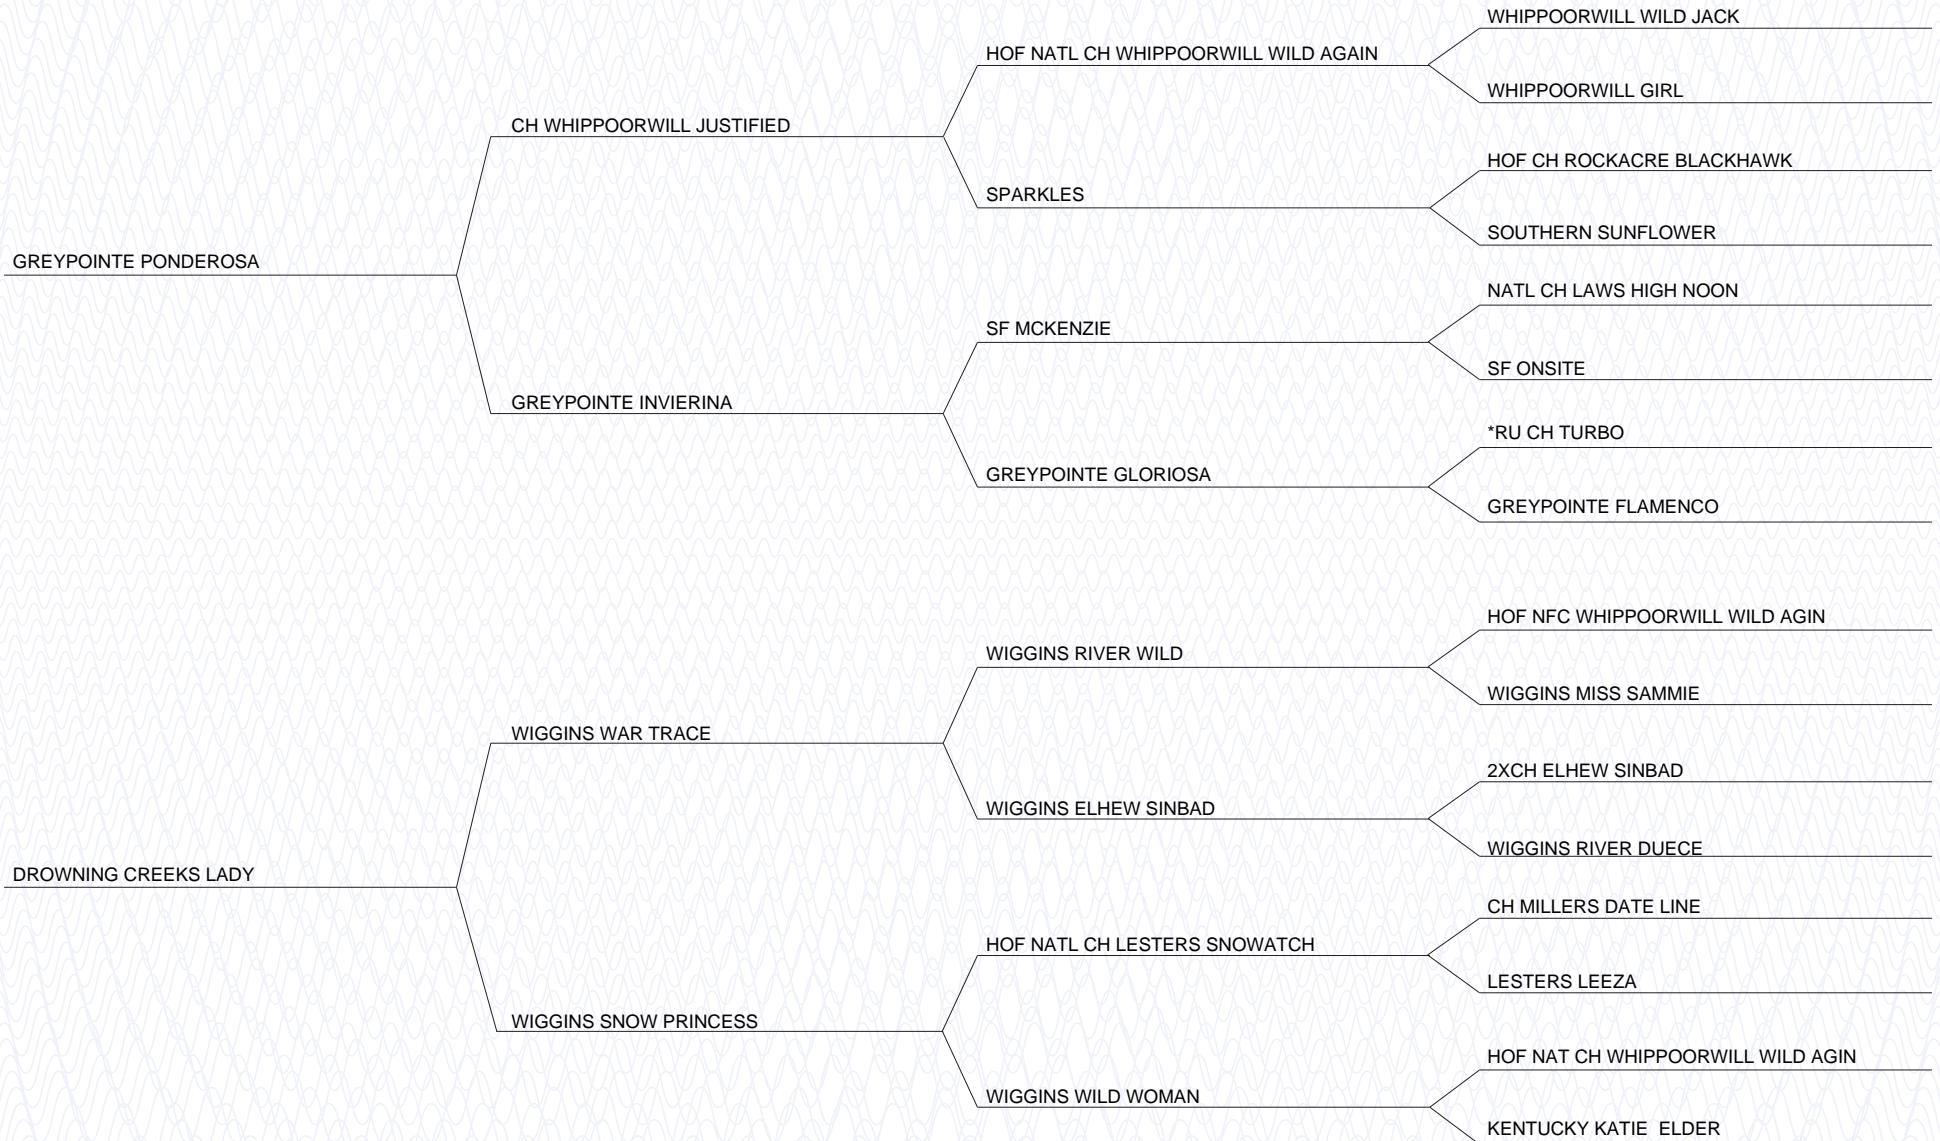 WHIPPOORWILL WILD JACK
HOF NATL CH WHIPPOORWILL WILD AGAIN
WHIPPOORWILL GIRL
CH WHIPPOORWILL JUSTIFIED
HOF CH ROCKACRE BLACKHAWK
SPARKLES
SOUTHERN SUNFLOWER
GREYPOINTE PONDEROSA
NATL CH LAWS HIGH NOON
SF MCKENZIE
SF ONSITE
GREYPOINTE INVIERINA
*RU CH TURBO
GREYPOINTE GLORIOSA
GREYPOINTE FLAMENCO
HOF NFC WHIPPOORWILL WILD AGIN
WIGGINS RIVER WILD
WIGGINS MISS SAMMIE
WIGGINS WAR TRACE
2XCH ELHEW SINBAD
WIGGINS ELHEW SINBAD
WIGGINS RIVER DUECE
DROWNING CREEKS LADY
CH MILLERS DATE LINE
HOF NATL CH LESTERS SNOWATCH
LESTERS LEEZA
WIGGINS SNOW PRINCESS
HOF NAT CH WHIPPOORWILL WILD AGIN
WIGGINS WILD WOMAN
KENTUCKY KATIE  ELDER